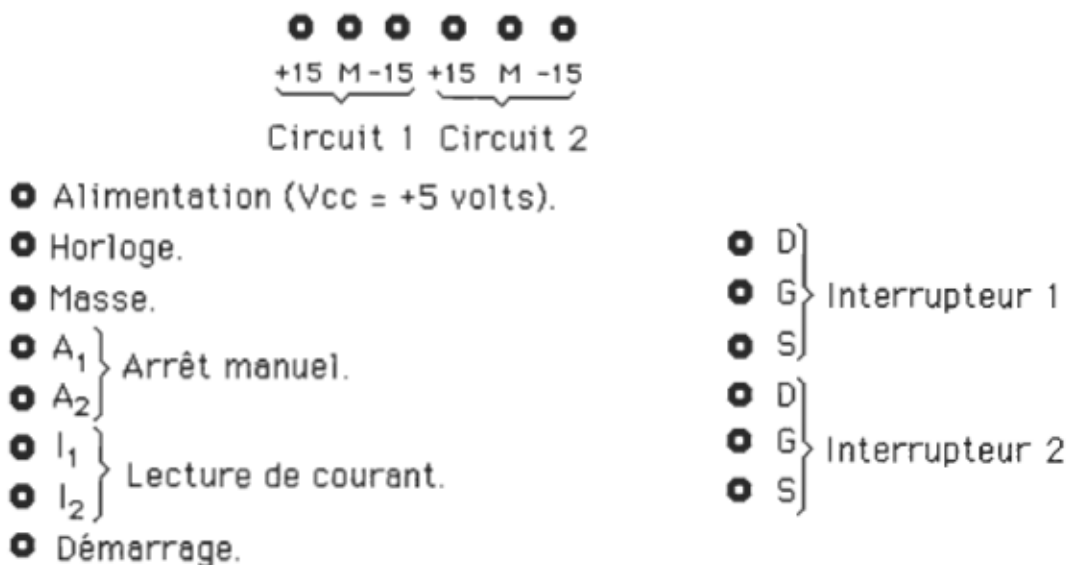 +15 M -15 +15 M -15
Circuit 1 Circuit 2
Alimentation (Vcc = +5 volts).
Horloge.
Masse.
A1
A2
Arrêt manuel.
I1
I2
Lecture de courant.
Démarrage.
D
G
S
Interrupteur 1
D
G
S
Interrupteur 2